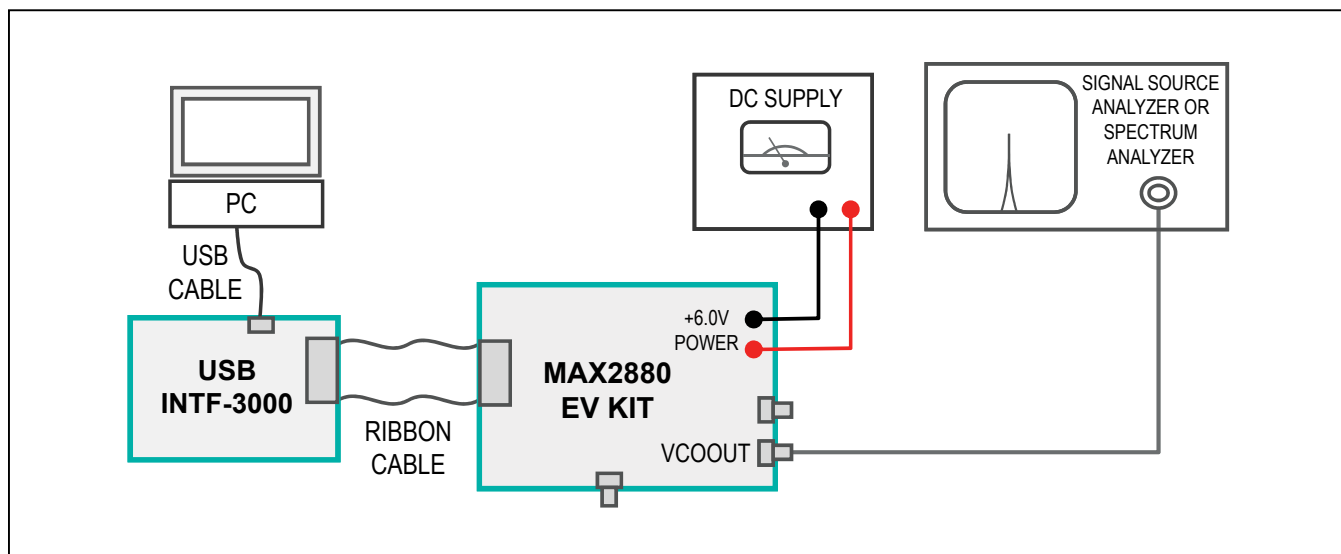 PC
USB
CABLE
USB
INTF-3000
RIBBON
CABLE
MAX2880
EV KIT
+6.0V
POWER
VCOOUT
DC SUPPLY
SIGNAL SOURCE
ANALYZER OR
SPECTRUM
ANALYZER